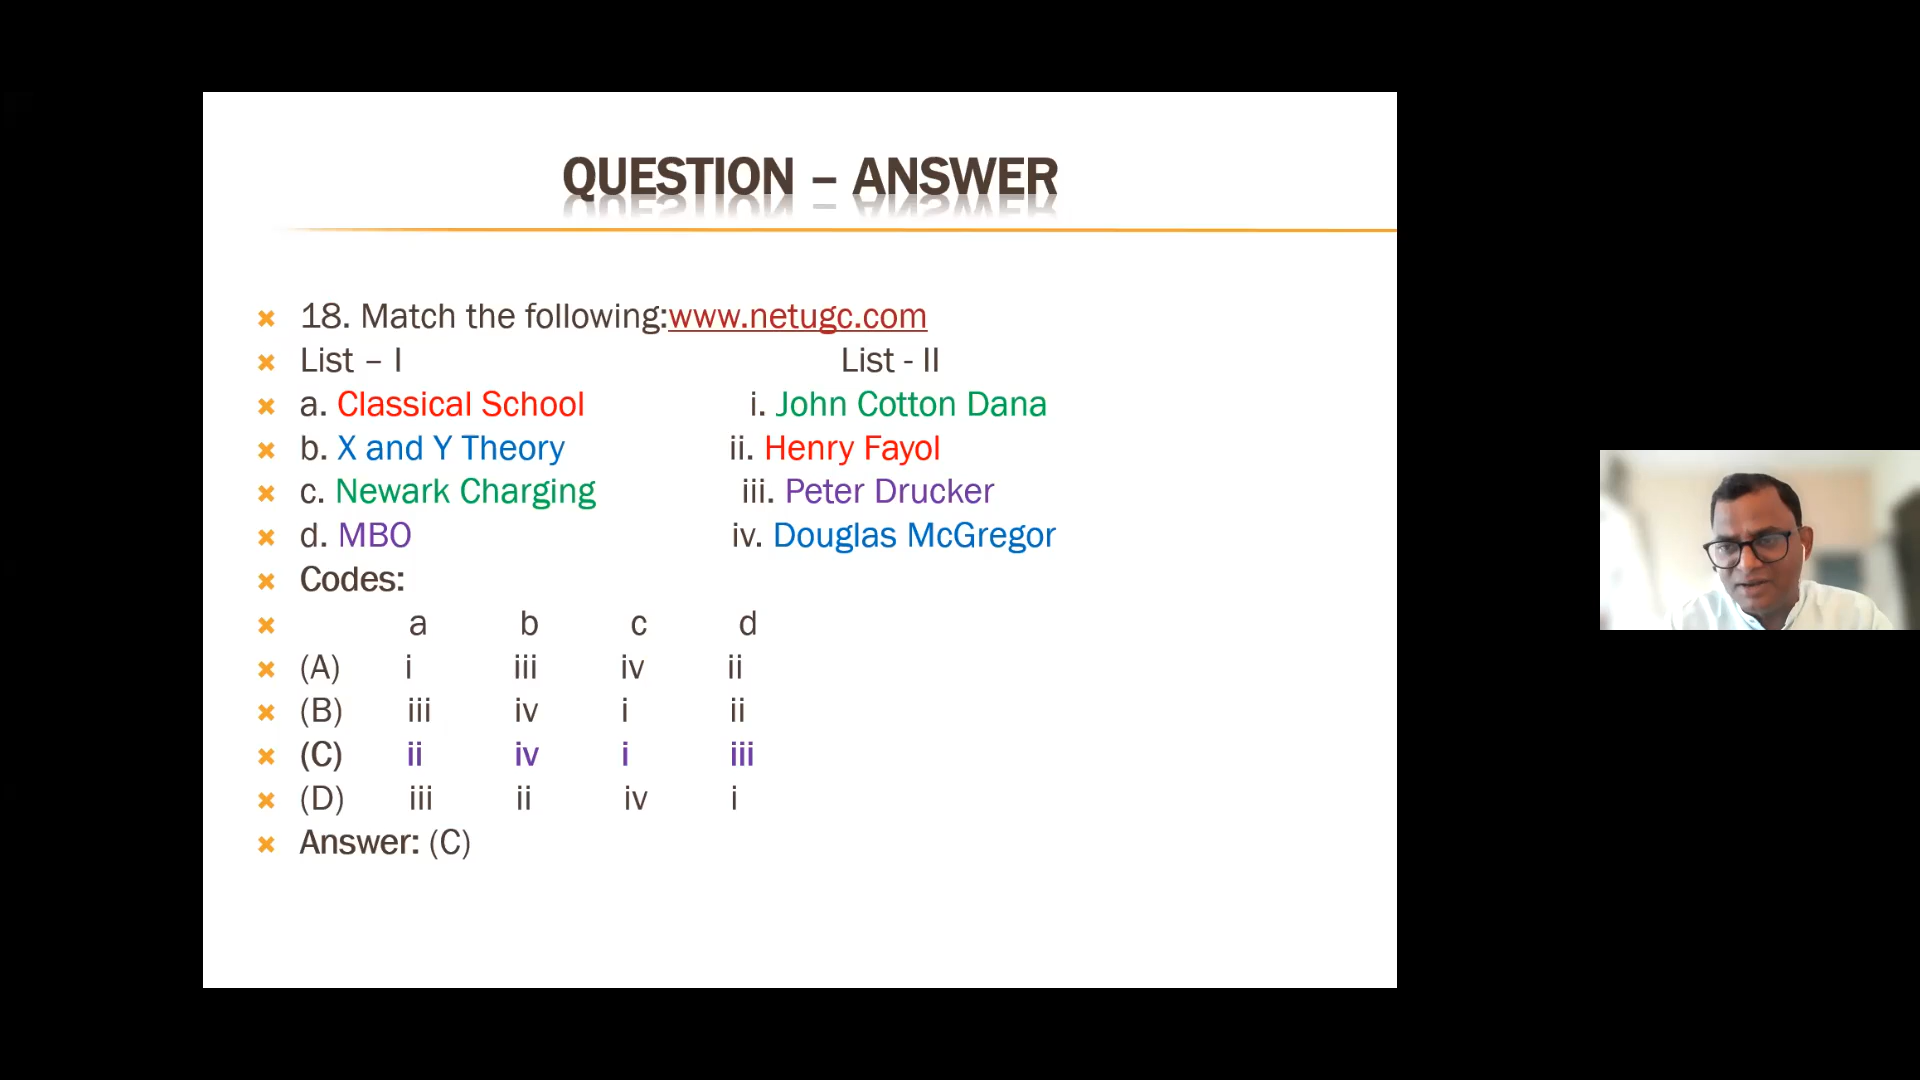 QUESTION – ANSWER
18. Match the following:www.netugc.com
List – I List - II
a. Classical School i. John Cotton Dana
b. X and Y Theory ii. Henry Fayol
c. Newark Charging iii. Peter Drucker
d. MBO iv. Douglas McGregor
Codes:
a b c d
(A) i iii iv ii
(B) iii iv i ii
(C) ii iv i iii
(D) iii ii iv i
Answer: (C)